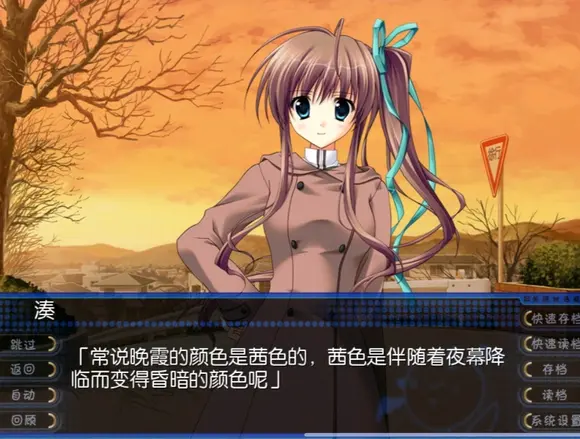 湊
「常说晚霞的颜色是茜色的，茜色是伴随着夜幕降
临而变得昏暗的颜色呢」
跳过
返回
自动
回顾
快速存档
快速读档
存档
读档
系统设置